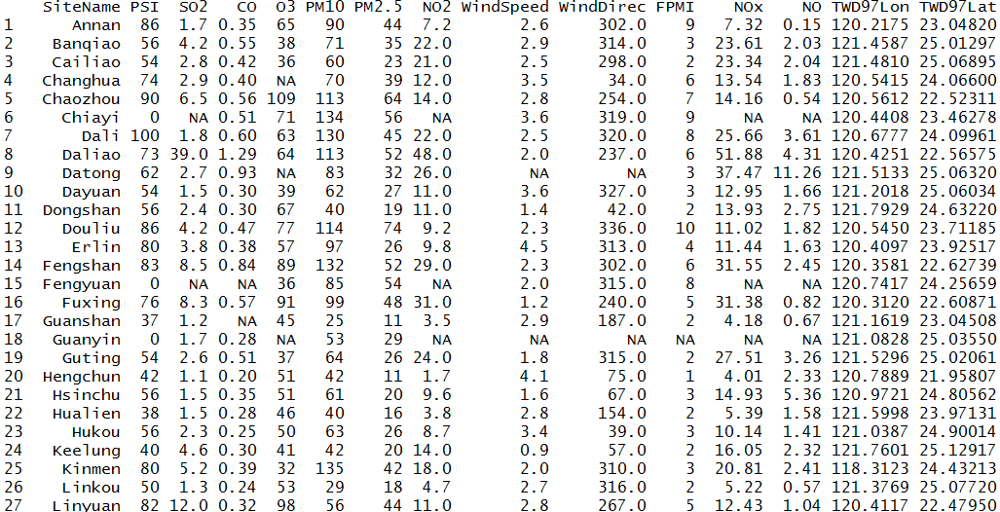 SiteName PSI SO2 CO O3 PM10 PM2.5 NO2 WindSpeed WindDirec FPMI NOx NO TWD97Lon TWD97Lat
1 Annan 86 1.7 0.35 65 91 44 7.2 2.6 302.0 9 7.32 0.15 120.2175 23.04820
2 Banqiao 56 4.2 0.55 38 71 35 22.0 2.9 314.0 3 23.61 2.03 121.4587 25.01297
3 Cailiao 54 2.8 0.42 36 60 23 21.0 2.5 298.0 2 23.34 2.04 121.4810 25.06895
4 Changhua 74 2.9 0.40 NA 70 39 12.0 3.5 34.0 6 13.54 1.83 120.5415 24.06600
5 Chaozhou 90 6.5 0.56 109 113 64 14.0 2.8 254.0 7 14.16 0.54 120.5612 22.52311
6 Chiayi 0 NA 0.51 71 134 56 NA 3.6 319.0 9 NA NA 120.4408 23.46278
7 Dali 100 1.8 0.60 63 130 45 22.0 2.5 320.0 8 25.66 3.61 120.6777 24.09961
8 Daliao 73 39.0 1.29 64 113 52 48.0 2.0 237.0 6 51.88 4.31 120.4251 22.56575
9 Datong 62 2.7 0.93 NA 83 32 26.0 NA NA 3 37.47 11.26 121.5133 25.06320
10 Dayuan 54 1.5 0.30 39 62 27 11.0 3.6 327.0 3 12.95 1.66 121.2018 25.06034
11 Dongshan 56 2.4 0.30 67 40 19 11.0 1.4 42.0 2 13.93 2.75 121.7929 24.63220
12 Douliu 86 4.2 0.47 77 114 74 9.2 2.3 336.0 10 11.02 1.82 120.5450 23.71185
13 Erlin 80 3.8 0.38 57 97 26 9.8 4.5 313.0 4 11.44 1.63 120.4097 23.92517
14 Fengshan 83 8.5 0.84 89 132 52 29.0 2.3 302.0 6 31.55 2.45 120.3581 22.62739
15 Fengyuan 0 NA NA 36 85 54 NA 2.0 315.0 8 NA NA 120.7417 24.25659
16 Fuxing 76 8.3 0.57 91 99 48 31.0 1.2 240.0 5 31.38 0.82 120.3120 22.60871
17 Guanshan 37 1.2 NA 45 25 11 3.5 2.9 187.0 2 4.18 0.67 121.1619 23.04508
18 Guanyin 0 1.7 0.28 NA 53 29 NA NA NA NA NA NA 121.0828 25.03550
19 Guting 54 2.6 0.51 37 64 26 24.0 1.8 315.0 2 27.51 3.26 121.5296 25.02061
20 Hengchun 42 1.1 0.20 51 42 11 1.7 4.1 75.0 1 4.01 2.33 120.7889 21.95807
21 Hsinchu 56 1.5 0.35 51 61 20 9.6 1.6 67.0 3 14.93 5.36 120.9721 24.80562
22 Hualien 38 1.5 0.28 46 40 16 3.8 2.8 154.0 2 5.39 1.58 121.5998 23.97131
23 Hukou 56 2.3 0.25 50 63 26 8.7 3.4 39.0 3 10.14 1.41 121.0387 24.90014
24 Keelung 40 4.6 0.30 41 42 20 14.0 0.9 57.0 2 16.05 2.32 121.7601 25.12917
25 Kinmen 80 5.2 0.39 32 135 42 18.0 2.0 310.0 3 20.81 2.41 118.3123 24.43213
26 Linkou 50 1.3 0.24 53 29 18 4.7 2.7 316.0 2 5.22 0.57 121.3769 25.07720
27 Linyuan 82 12.0 0.32 98 56 44 11.0 2.8 267.0 5 12.43 1.04 120.4117 22.47950